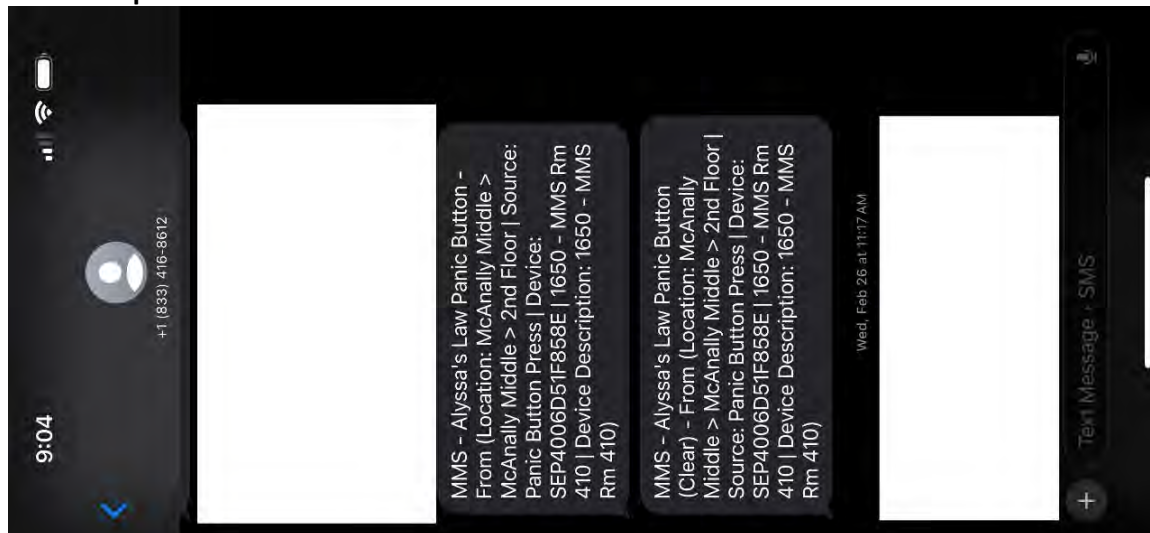 9:04
+1 (833) 416-8612
MMS - Alyssa's Law Panic Button -
From (Location: McAnally Middle >
McAnally Middle > 2nd Floor | Source:
Panic Button Press | Device:
SEP4006D51F858E | 1650 - MMS Rm
410 | Device Description: 1650 - MMS
Rm 410)
MMS - Alyssa's Law Panic Button
(Clear) - From (Location: McAnally
Middle > McAnally Middle > 2nd Floor |
Source: Panic Button Press | Device:
SEP4006D51F858E | 1650 - MMS Rm
410 | Device Description: 1650 - MMS
Rm 410)
Wed, Feb 26 at 11:17 AM
Text Message · SMS